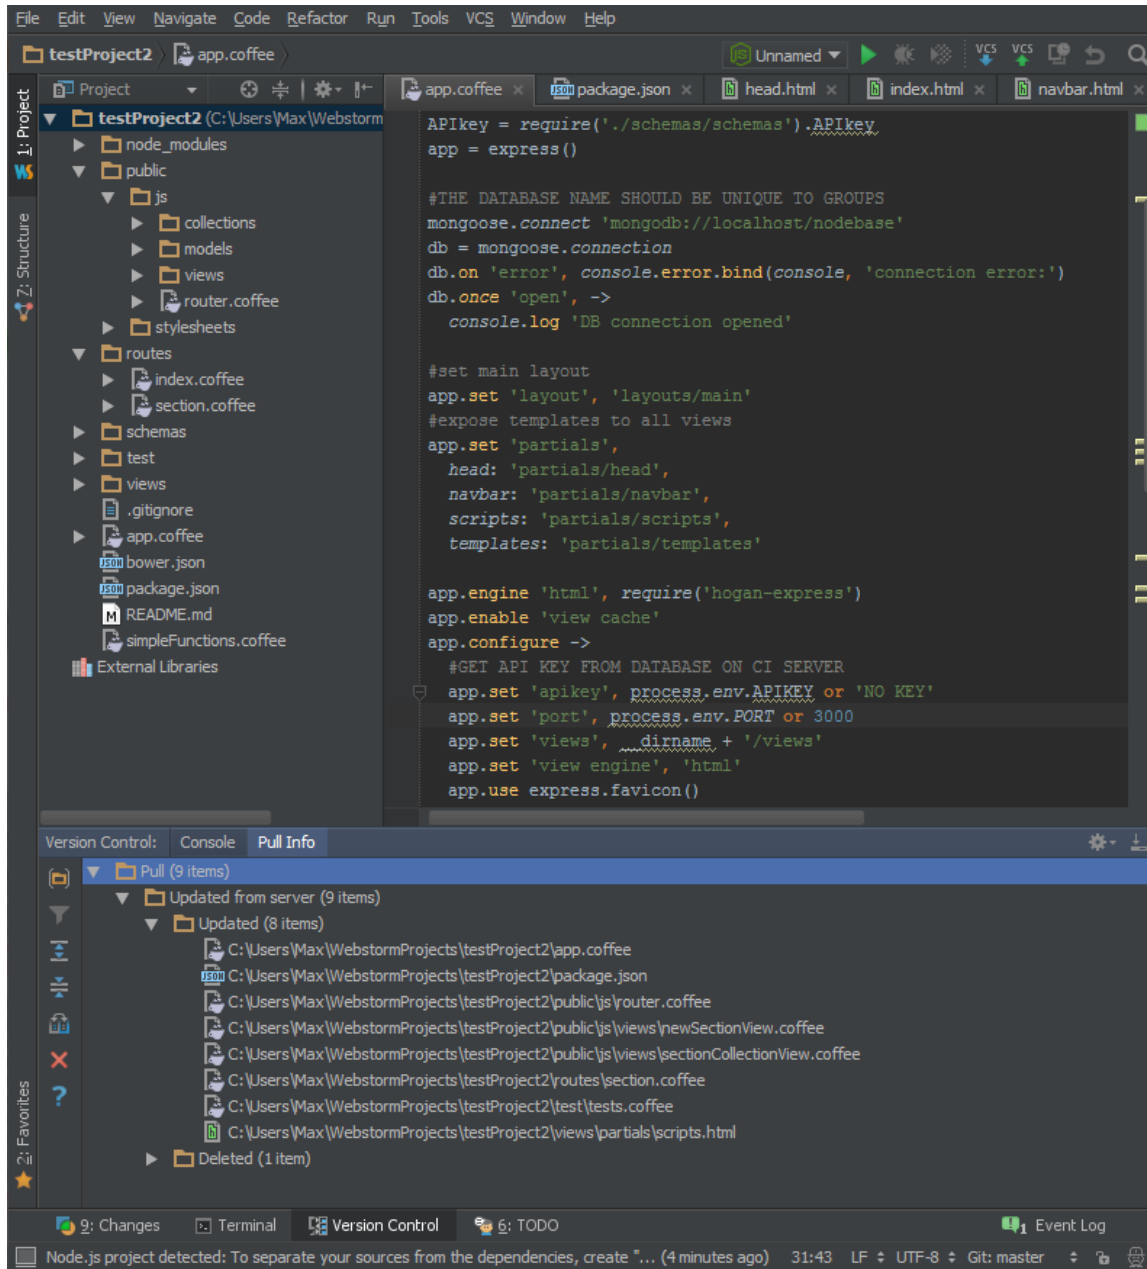 File Edit View Navigate Code Refactor Run Tools VCS Window Help
testProject2 app.coffee Unnamed VCS VCS
1: Project
Z: Structure
2: Favorites
Project
testProject2 (C:\Users\Max\Webstorm
node_modules
public
js
collections
models
views
router.coffee
stylesheets
routes
index.coffee
section.coffee
schemas
test
views
.gitignore
app.coffee
bower.json
package.json
README.md
simpleFunctions.coffee
External Libraries
app.coffee package.json head.html index.html navbar.html
APIkey = require('./schemas/schemas').APIkey
app = express()
#THE DATABASE NAME SHOULD BE UNIQUE TO GROUPS
mongoose.connect 'mongodb://localhost/nodebase'
db = mongoose.connection
db.on 'error', console.error.bind(console, 'connection error:')
db.once 'open', ->
console.log 'DB connection opened'
#set main layout
app.set 'layout', 'layouts/main'
#expose templates to all views
app.set 'partials',
head: 'partials/head',
navbar: 'partials/navbar',
scripts: 'partials/scripts',
templates: 'partials/templates'
app.engine 'html', require('hogan-express')
app.enable 'view cache'
app.configure ->
#GET API KEY FROM DATABASE ON CI SERVER
app.set 'apikey', process.env.APIKEY or 'NO KEY'
app.set 'port', process.env.PORT or 3000
app.set 'views', __dirname + '/views'
app.set 'view engine', 'html'
app.use express.favicon()
Version Control: Console Pull Info
Pull (9 items)
Updated from server (9 items)
Updated (8 items)
C:\Users\Max\WebstormProjects\testProject2\app.coffee
C:\Users\Max\WebstormProjects\testProject2\package.json
C:\Users\Max\WebstormProjects\testProject2\public\js\router.coffee
C:\Users\Max\WebstormProjects\testProject2\public\js\views\newSectionView.coffee
C:\Users\Max\WebstormProjects\testProject2\public\js\views\sectionCollectionView.coffee
C:\Users\Max\WebstormProjects\testProject2\routes\section.coffee
C:\Users\Max\WebstormProjects\testProject2\test\tests.coffee
C:\Users\Max\WebstormProjects\testProject2\views\partials\scripts.html
Deleted (1 item)
9: Changes Terminal Version Control 6: TODO 1 Event Log
Node.js project detected: To separate your sources from the dependencies, create "... (4 minutes ago) 31:43 LF UTF-8 Git: master